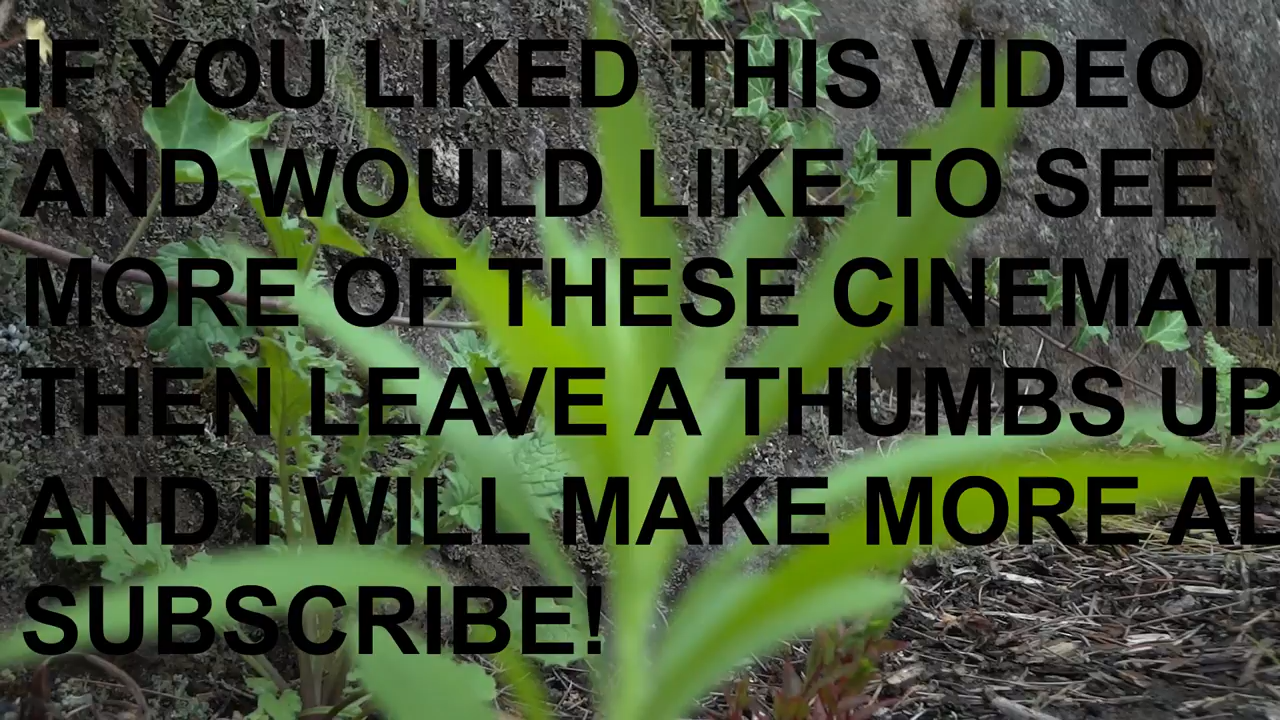 IF YOU LIKED THIS VIDEO
AND WOULD LIKE TO SEE
MORE OF THESE CINEMATI
THEN LEAVE A THUMBS UP
AND I WILL MAKE MORE AL
SUBSCRIBE!